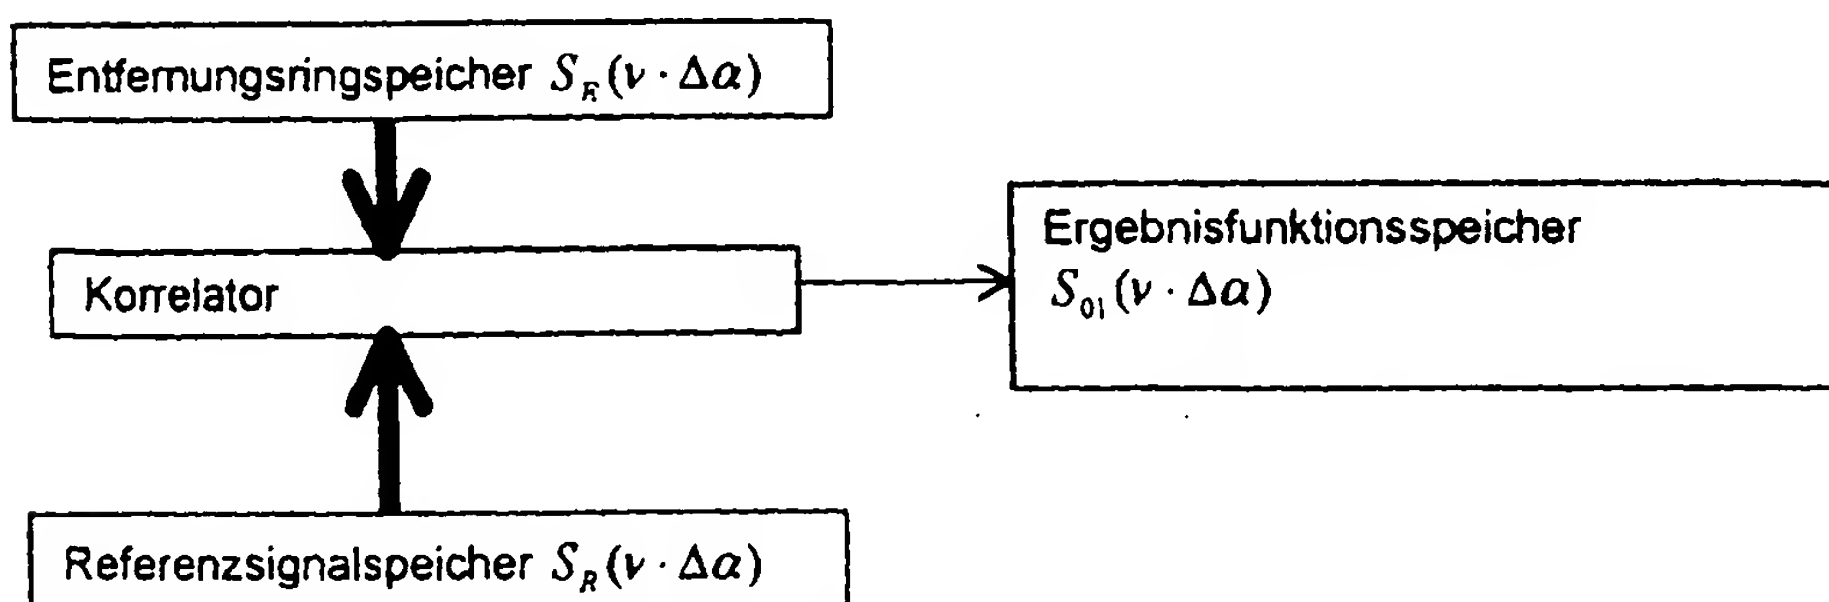 Entfernungsringspeicher S_E(ν · Δα)
Ergebnisfunktionsspeicher
S_01(ν · Δα)
Korrelator
Referenzsignalspeicher S_R(ν · Δα)